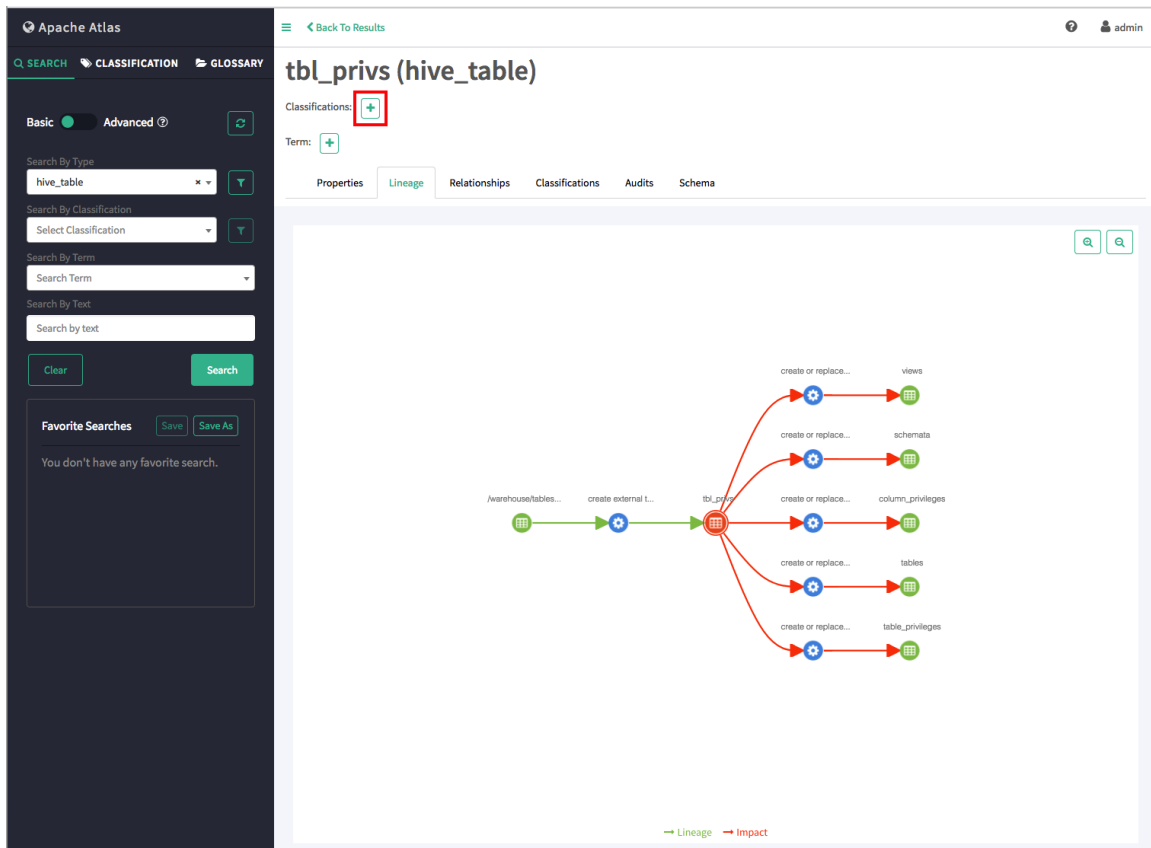 Apache Atlas
Back To Results
admin
SEARCH CLASSIFICATION GLOSSARY
tbl_privs (hive_table)
Classifications:
Term:
Basic Advanced
Search By Type
hive_table
Search By Classification
Select Classification
Search By Term
Search Term
Search By Text
Search by text
Clear Search
Favorite Searches Save Save As
You don't have any favorite search.
Properties Lineage Relationships Classifications Audits Schema
create or replace... views
create or replace... schemata
/warehouse/tables... create external t... tbl_privs create or replace... column_privileges
create or replace... tables
create or replace... table_privileges
Lineage Impact